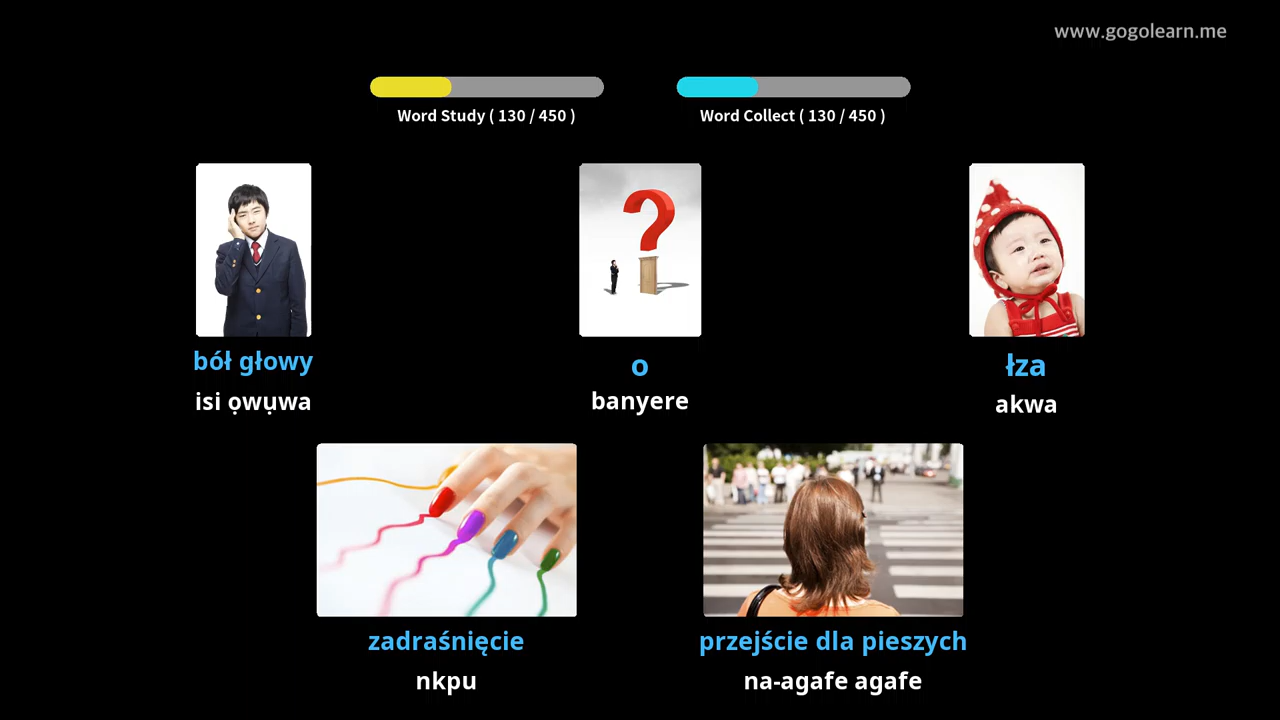 www.gogolearn.me
Word Study ( 130 / 450 )
Word Collect ( 130 / 450 )
ból głowy
isi ọwụwa
o
banyere
łza
akwa
zadraśnięcie
nkpu
przejście dla pieszych
na-agafe agafe